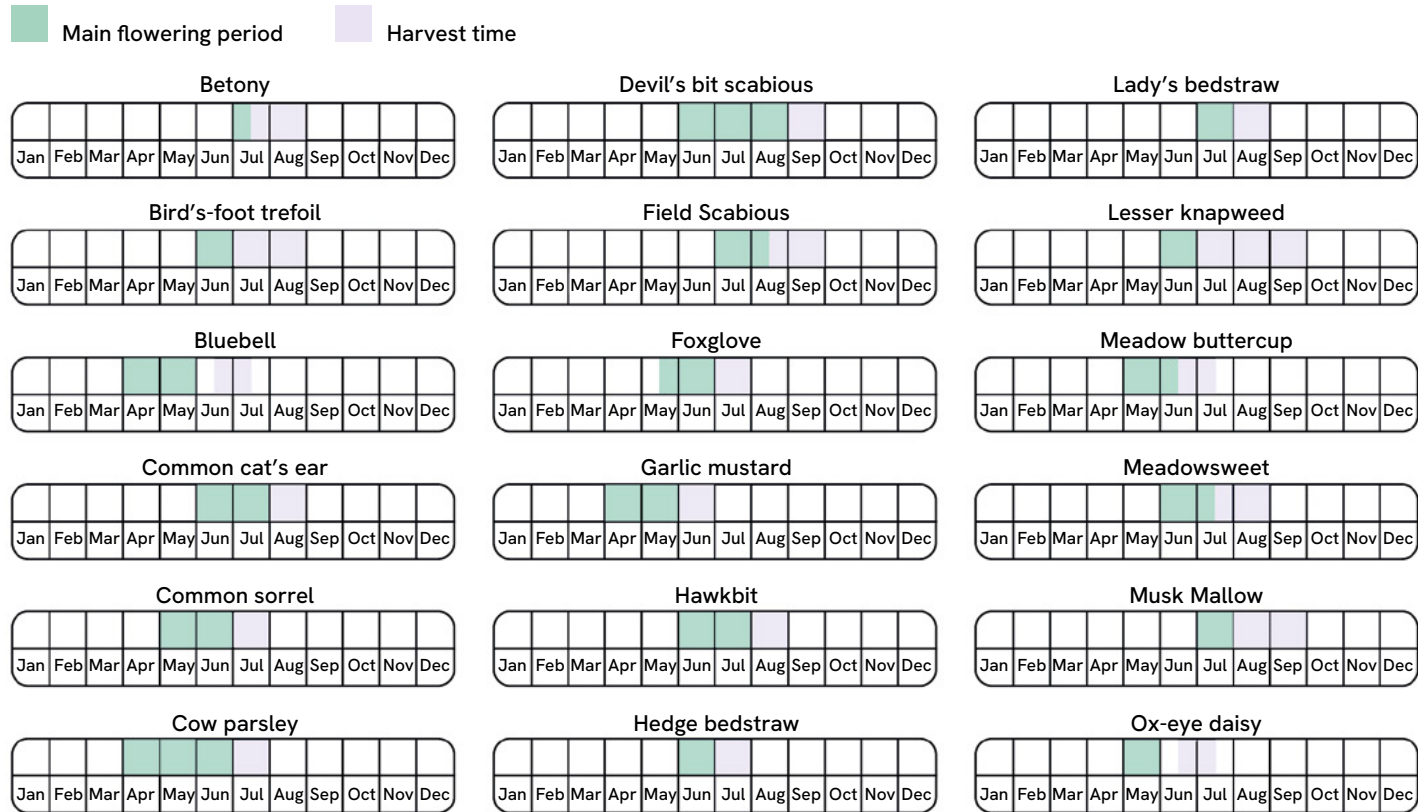 Main flowering period Harvest time
Betony Devil's bit scabious Lady's bedstraw
Jan Feb Mar Apr May Jun Jul Aug Sep Oct Nov Dec Jan Feb Mar Apr May Jun Jul Aug Sep Oct Nov Dec Jan Feb Mar Apr May Jun Jul Aug Sep Oct Nov Dec
Bird's-foot trefoil Field Scabious Lesser knapweed
Jan Feb Mar Apr May Jun Jul Aug Sep Oct Nov Dec Jan Feb Mar Apr May Jun Jul Aug Sep Oct Nov Dec Jan Feb Mar Apr May Jun Jul Aug Sep Oct Nov Dec
Bluebell Foxglove Meadow buttercup
Jan Feb Mar Apr May Jun Jul Aug Sep Oct Nov Dec Jan Feb Mar Apr May Jun Jul Aug Sep Oct Nov Dec Jan Feb Mar Apr May Jun Jul Aug Sep Oct Nov Dec
Common cat's ear Garlic mustard Meadowsweet
Jan Feb Mar Apr May Jun Jul Aug Sep Oct Nov Dec Jan Feb Mar Apr May Jun Jul Aug Sep Oct Nov Dec Jan Feb Mar Apr May Jun Jul Aug Sep Oct Nov Dec
Common sorrel Hawkbit Musk Mallow
Jan Feb Mar Apr May Jun Jul Aug Sep Oct Nov Dec Jan Feb Mar Apr May Jun Jul Aug Sep Oct Nov Dec Jan Feb Mar Apr May Jun Jul Aug Sep Oct Nov Dec
Cow parsley Hedge bedstraw Ox-eye daisy
Jan Feb Mar Apr May Jun Jul Aug Sep Oct Nov Dec Jan Feb Mar Apr May Jun Jul Aug Sep Oct Nov Dec Jan Feb Mar Apr May Jun Jul Aug Sep Oct Nov Dec